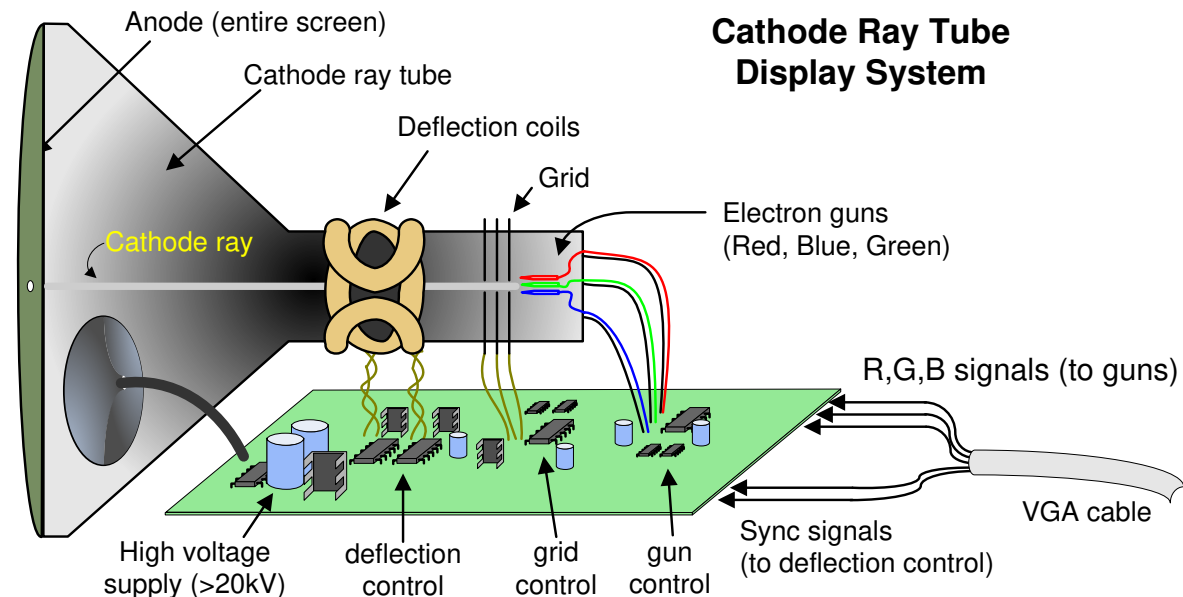 Cathode Ray Tube
Display System
Anode (entire screen)
Cathode ray tube
Deflection coils
Grid
Electron guns
(Red, Blue, Green)
Cathode ray
R,G,B signals (to guns)
VGA cable
Sync signals
(to deflection control)
High voltage
supply (>20kV)
deflection
control
grid
control
gun
control